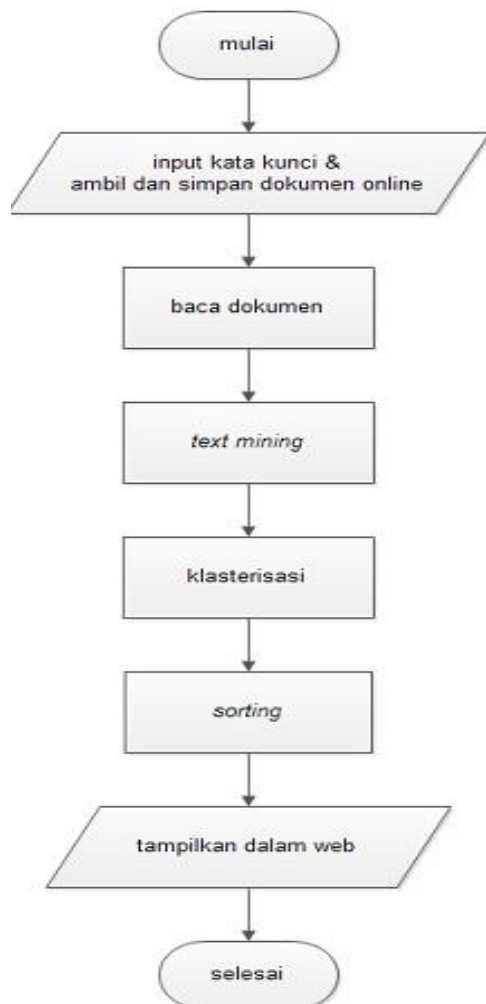 mulai
input kata kunci &
ambil dan simpan dokumen online
baca dokumen
text mining
klasterisasi
sorting
tampilkan dalam web
selesai